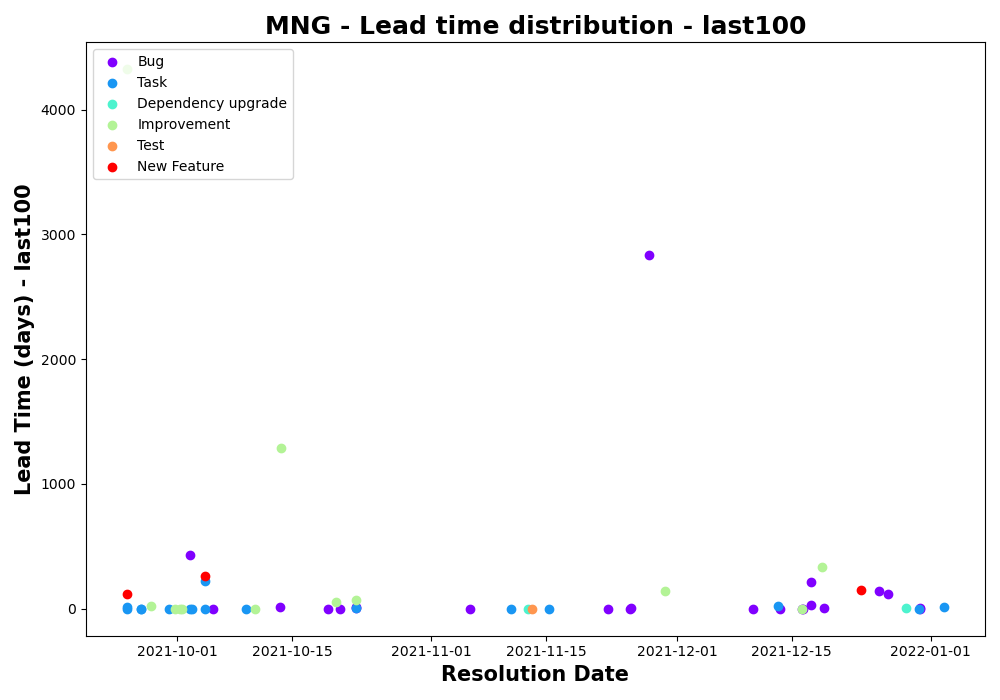 MNG - Lead time distribution - last100
Bug
Task
Dependency upgrade
Improvement
Test
New Feature
Lead Time (days) - last100
4000
3000
2000
1000
0
2021-10-01
2021-10-15
2021-11-01
2021-11-15
2021-12-01
2021-12-15
2022-01-01
Resolution Date